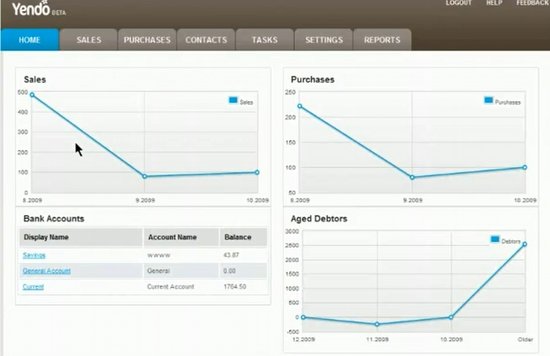 Yendo BETA
LOGOUT HELP FEEDBACK
HOME SALES PURCHASES CONTACTS TASKS SETTINGS REPORTS
Sales
500
400
300
200
100
0
Sales
8.2009 9.2009 10.2009
Purchases
250
200
150
100
50
Purchases
8.2009 9.2009 10.2009
Bank Accounts
Display Name Account Name Balance
Savings wwww 43.87
General Account General 0.00
Current Current Account 1764.50
Aged Debtors
3000
2500
2000
1500
1000
500
0
-500
Debtors
12.2009 11.2009 10.2009 Older